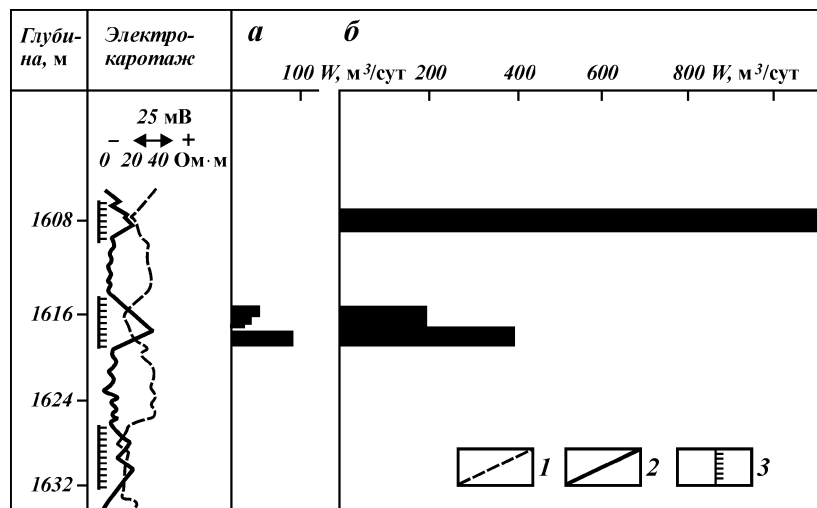 Глуби-
на, м
Электро-
каротаж
а
б
100 W, м³/сут
200
400
600
800 W, м³/сут
25 мВ
– +
0 20 40 Ом·м
1608
1616
1624
1632
1
2
3